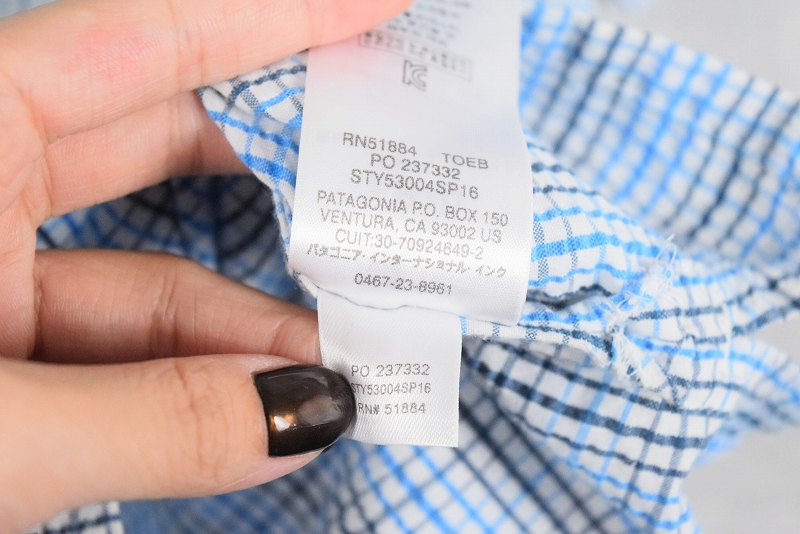 RN51884 TOEB
PO 237332
STY53004SP16
PATAGONIA P.O. BOX 150
VENTURA, CA 93002 US
CUIT:30-70924649-2
パタゴニア・インターナショナル・インク
0467-23-8961
PO 237332
STY53004SP16
RN# 51884